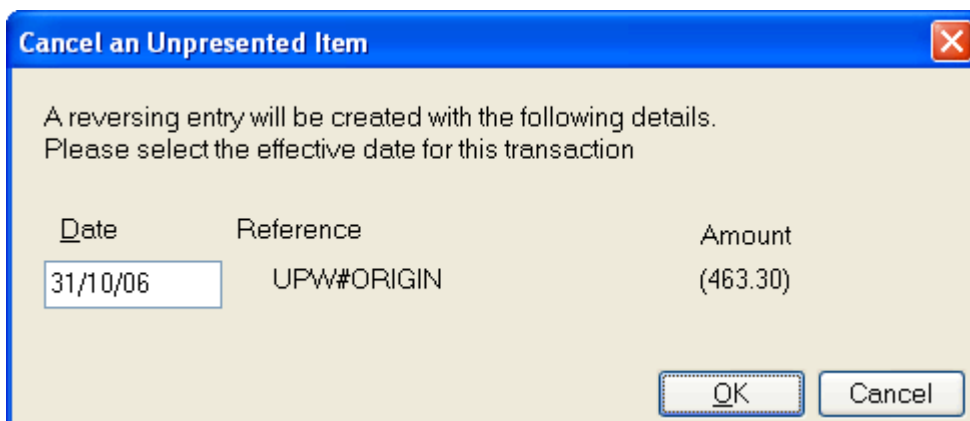 Cancel an Unpresented Item
A reversing entry will be created with the following details.
Please select the effective date for this transaction
Date Reference Amount
31/10/06 UPW#ORIGIN (463.30)
OK Cancel